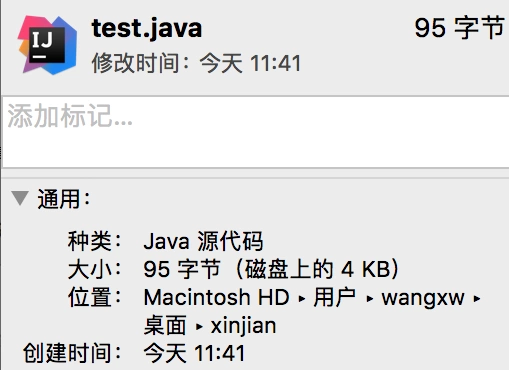 IJ
test.java
95 字节
修改时间：今天 11:41
添加标记...
通用：
种类： Java 源代码
大小： 95 字节（磁盘上的 4 KB）
位置： Macintosh HD ▸ 用户 ▸ wangxw ▸
桌面 ▸ xinjian
创建时间： 今天 11:41